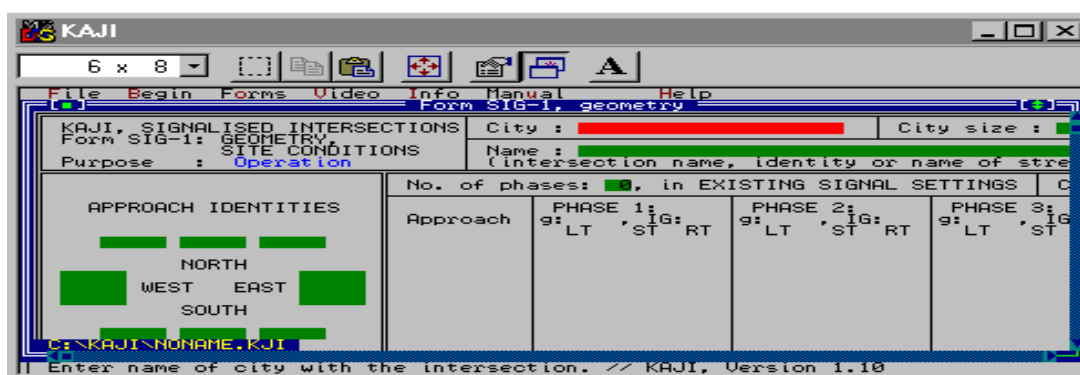 KAJI
6 x 8 A
File Begin Forms Video Info Manual Help
Form SIG-1, geometry
KAJI, SIGNALISED INTERSECTIONS City : City size :
Form SIG-1: GEOMETRY,
SITE CONDITIONS Name :
Purpose : Operation (intersection name, identity or name of stre
No. of phases: 0, in EXISTING SIGNAL SETTINGS C
APPROACH IDENTITIES Approach PHASE 1: PHASE 2: PHASE 3:
g: , IG: g: , IG: g: , IG
LT ST RT LT ST RT LT ST
NORTH
WEST EAST
SOUTH
C:\KAJI\NONAME.KJI
Enter name of city with the intersection. // KAJI, Version 1.10